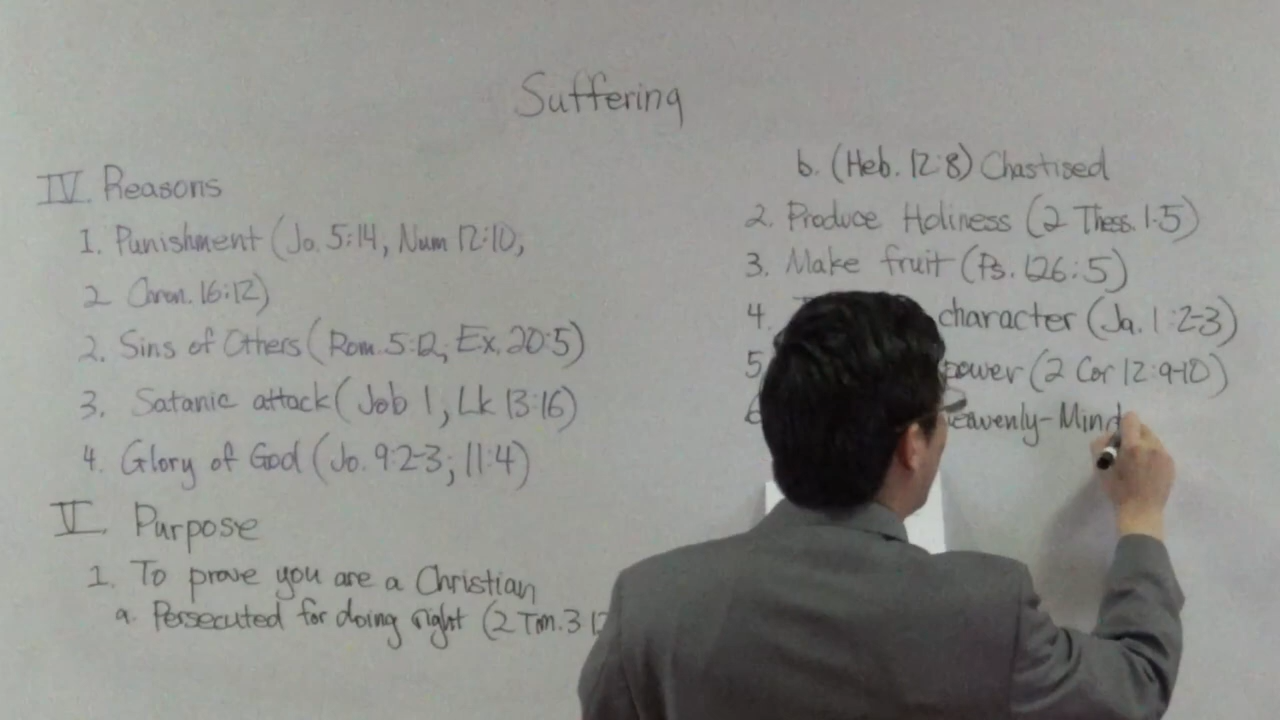 Suffering
IV. Reasons
1. Punishment (Jo. 5:14, Num 12:10,
2 Chron. 16:12)
2. Sins of Others (Rom. 5:12, Ex. 20:5)
3. Satanic attack (Job 1, Lk 13:16)
4. Glory of God (Jo. 9:2-3; 11:4)
V. Purpose
1. To prove you are a Christian
a. Persecuted for doing right (2 Tim. 3
b. (Heb. 12:8) Chastised
2. Produce Holiness (2 Thess. 1:5)
3. Make fruit (Ps. 126:5)
4. character (Ja. 1:2-3)
5 power (2 Cor 12:9-10)
6 eavenly-Mind